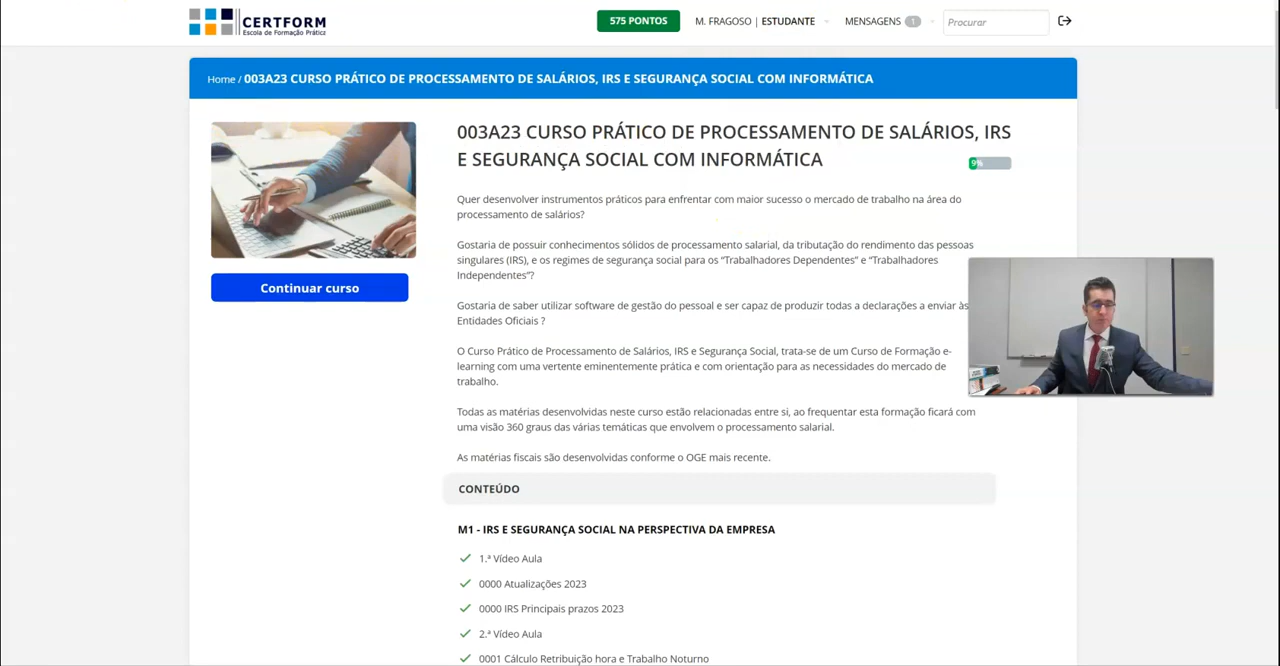 CERTFORM
Escola de Formação Prática
575 PONTOS
M. FRAGOSO | ESTUDANTE
MENSAGENS 1
Procurar
Home / 003A23 CURSO PRÁTICO DE PROCESSAMENTO DE SALÁRIOS, IRS E SEGURANÇA SOCIAL COM INFORMÁTICA
003A23 CURSO PRÁTICO DE PROCESSAMENTO DE SALÁRIOS, IRS
E SEGURANÇA SOCIAL COM INFORMÁTICA
9%
Continuar curso
Quer desenvolver instrumentos práticos para enfrentar com maior sucesso o mercado de trabalho na área do
processamento de salários?
Gostaria de possuir conhecimentos sólidos de processamento salarial, da tributação do rendimento das pessoas
singulares (IRS), e os regimes de segurança social para os “Trabalhadores Dependentes” e “Trabalhadores
Independentes”?
Gostaria de saber utilizar software de gestão do pessoal e ser capaz de produzir todas a declarações a enviar às
Entidades Oficiais ?
O Curso Prático de Processamento de Salários, IRS e Segurança Social, trata-se de um Curso de Formação e-
learning com uma vertente eminentemente prática e com orientação para as necessidades do mercado de
trabalho.
Todas as matérias desenvolvidas neste curso estão relacionadas entre si, ao frequentar esta formação ficará com
uma visão 360 graus das várias temáticas que envolvem o processamento salarial.
As matérias fiscais são desenvolvidas conforme o OGE mais recente.
CONTEÚDO
M1 - IRS E SEGURANÇA SOCIAL NA PERSPECTIVA DA EMPRESA
1.ª Vídeo Aula
0000 Atualizações 2023
0000 IRS Principais prazos 2023
2.ª Vídeo Aula
0001 Cálculo Retribuição hora e Trabalho Noturno